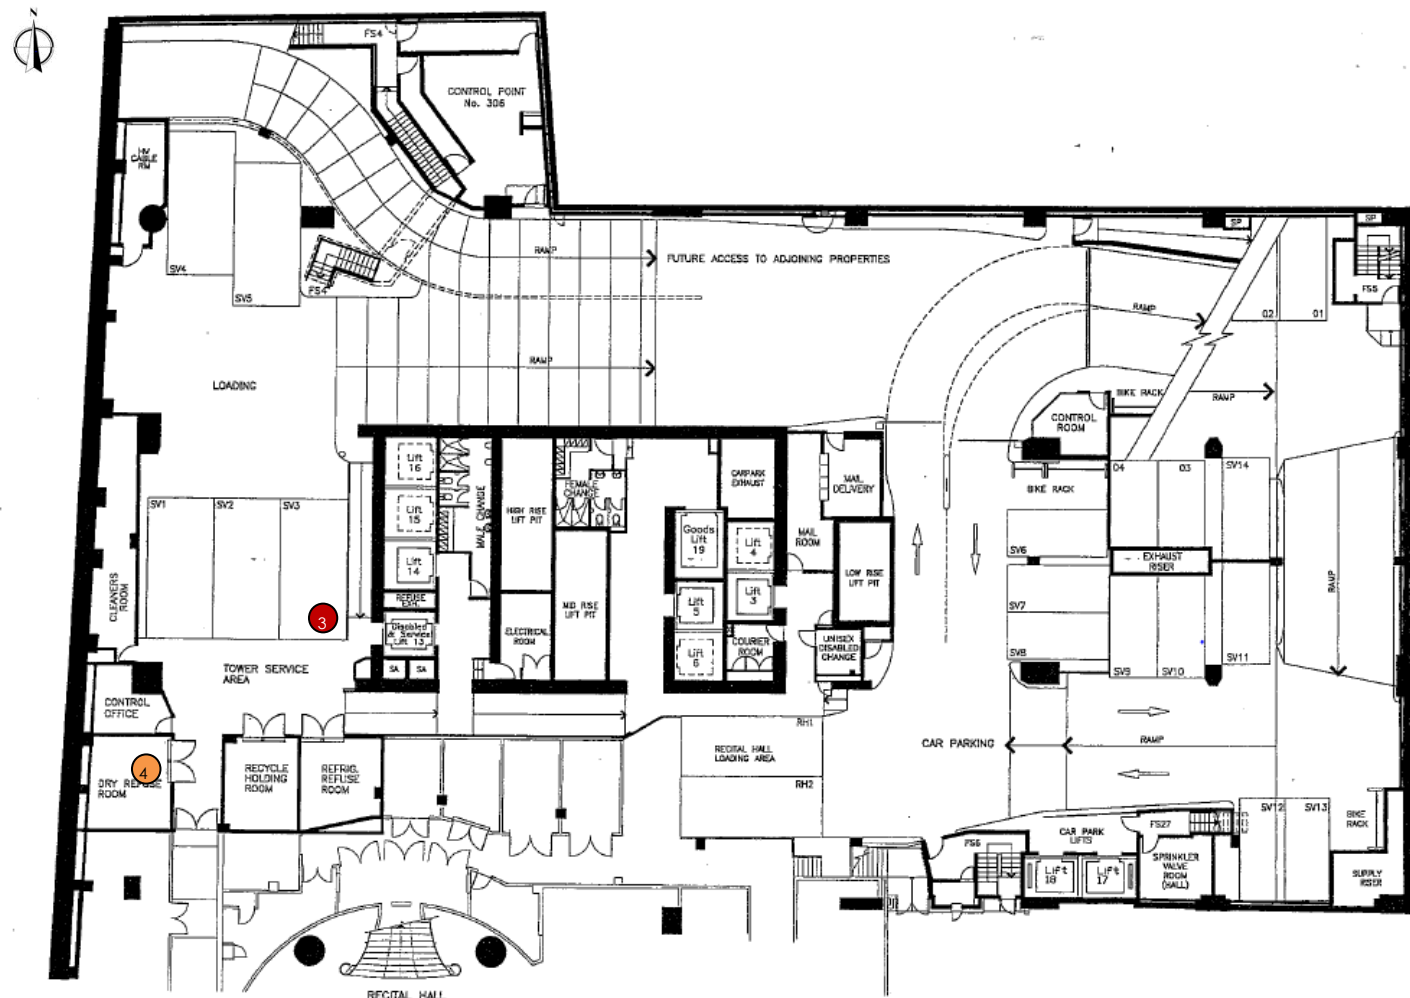 N
FS4
CONTROL POINT
No. 306
HV
CABLE
RM
SV4
SV5
FS4
RAMP
FUTURE ACCESS TO ADJOINING PROPERTIES
SP
SP
FS5
RAMP
02
01
RAMP
LOADING
BIKE RACK
RAMP
CONTROL
ROOM
Lift
16
MALE CHANGE
HIGH RISE
LIFT PIT
FEMALE
CHANGE
CARPARK
EXHAUST
MAIL
DELIVERY
BIKE RACK
04
03
SV14
SV1
SV2
SV3
Lift
15
Goods
Lift
19
Lift
4
MAIL
ROOM
SV6
EXHAUST
RISER
Lift
14
CLEANERS
ROOM
REFUSE
EXH.
MID RISE
LIFT PIT
Lift
5
Lift
3
LOW RISE
LIFT PIT
RAMP
SV7
3
Disabled
& Service
Lift 13
ELECTRICAL
ROOM
Lift
6
COURIER
ROOM
UNISEX
DISABLED
CHANGE
SV8
SV9
SV10
SV11
SA
SA
TOWER SERVICE
AREA
CONTROL
OFFICE
RH1
RECITAL HALL
LOADING AREA
CAR PARKING
RAMP
4
DRY REFUSE
ROOM
RECYCLE
HOLDING
ROOM
REFRIG.
REFUSE
ROOM
RH2
SV12
SV13
BIKE
RACK
FS6
CAR PARK
LIFTS
FS27
Lift
18
Lift
17
SPRINKLER
VALVE
ROOM
(HALL)
SUPPLY
RISER
RECITAL HALL